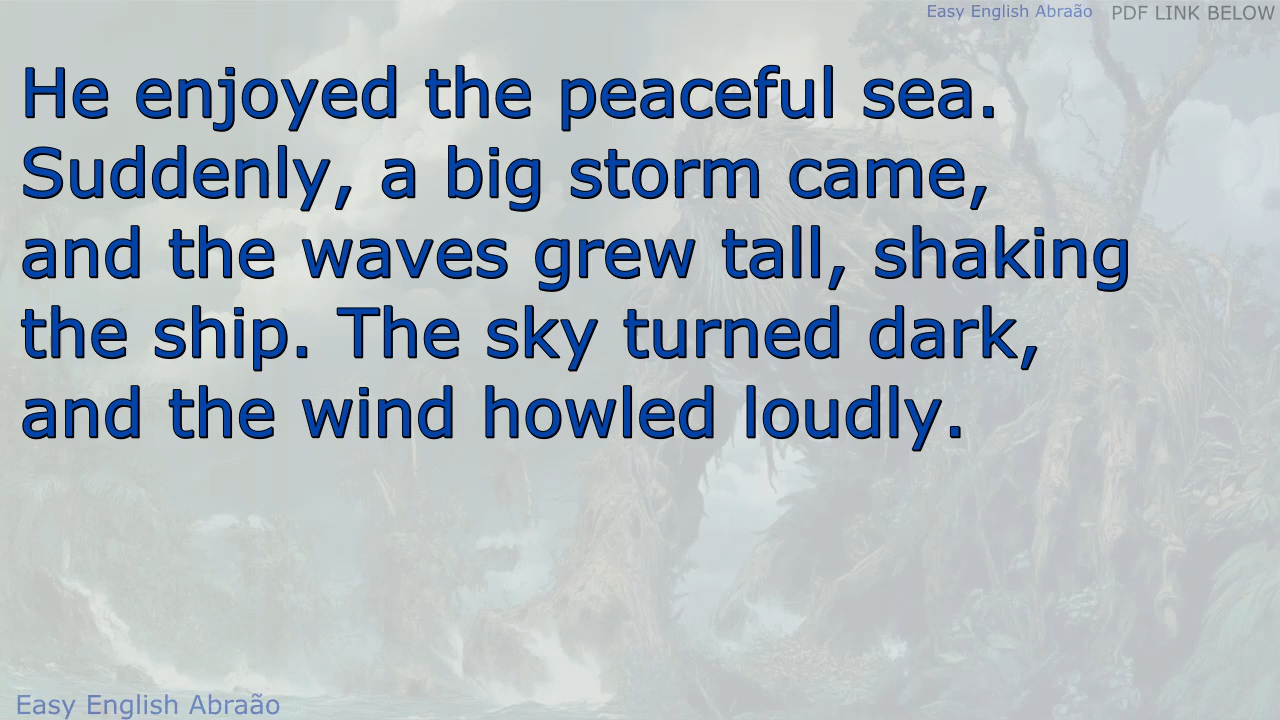 Easy English Abraão PDF LINK BELOW
He enjoyed the peaceful sea.
Suddenly, a big storm came,
and the waves grew tall, shaking
the ship. The sky turned dark,
and the wind howled loudly.
Easy English Abraão